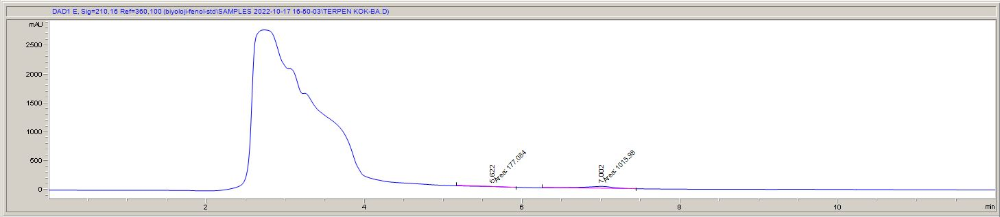 DAD1 E, Sig=210,16 Ref=360,100 (biyoloji-fenol-std\SAMPLES 2022-10-17 16-50-03\TERPEN KOK-BA.D)
mAU
2500
2000
1500
1000
500
0
5.622
Area: 177.084
7.002
Area: 1015.98
2
4
6
8
10
min